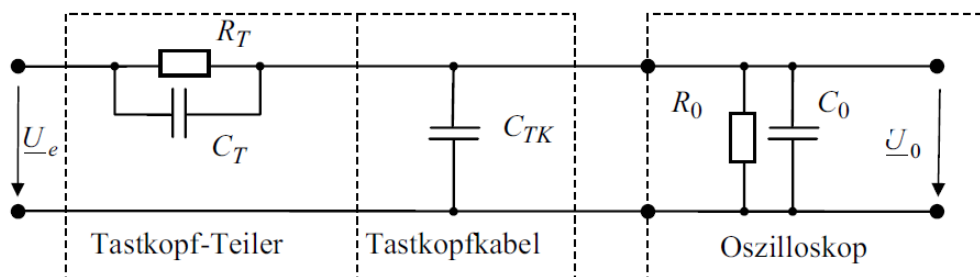 R_T
C_T
U_e
C_TK
R_0
C_0
U_0
Tastkopf-Teiler
Tastkopfkabel
Oszilloskop